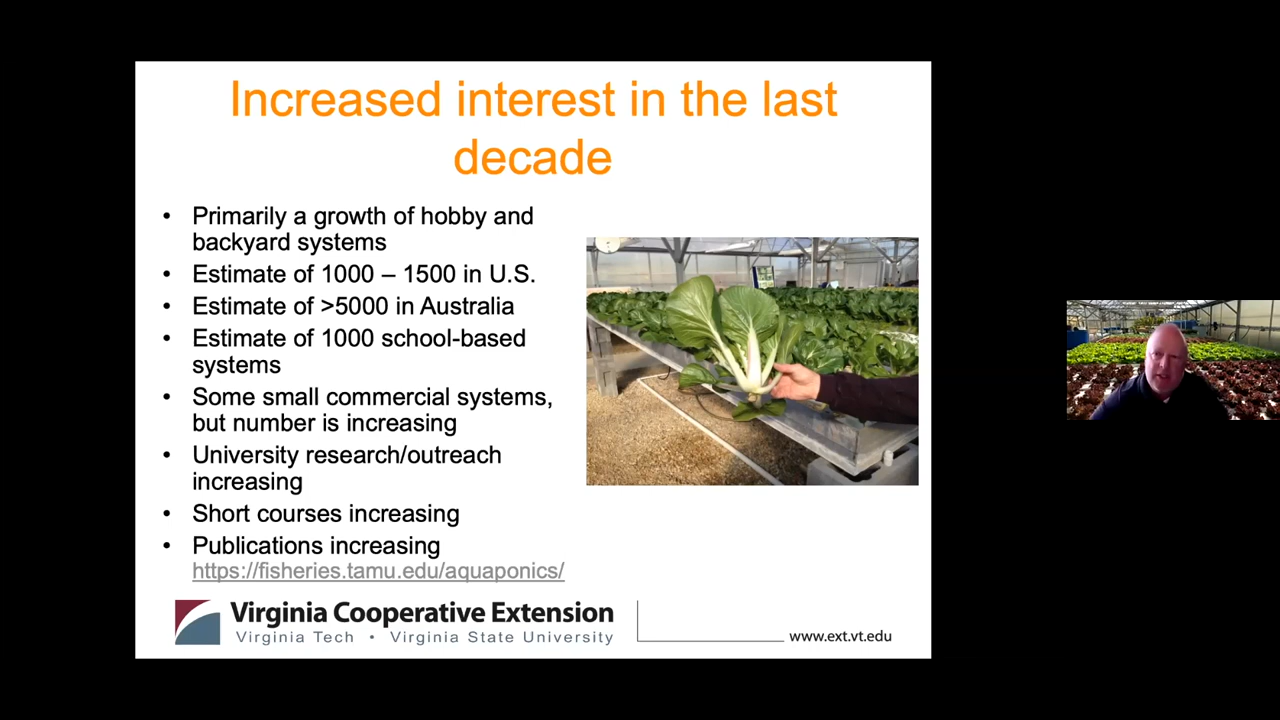 Increased interest in the last
decade
• Primarily a growth of hobby and
backyard systems
• Estimate of 1000 – 1500 in U.S.
• Estimate of >5000 in Australia
• Estimate of 1000 school-based
systems
• Some small commercial systems,
but number is increasing
• University research/outreach
increasing
• Short courses increasing
• Publications increasing
https://fisheries.tamu.edu/aquaponics/
Virginia Cooperative Extension
Virginia Tech • Virginia State University
www.ext.vt.edu